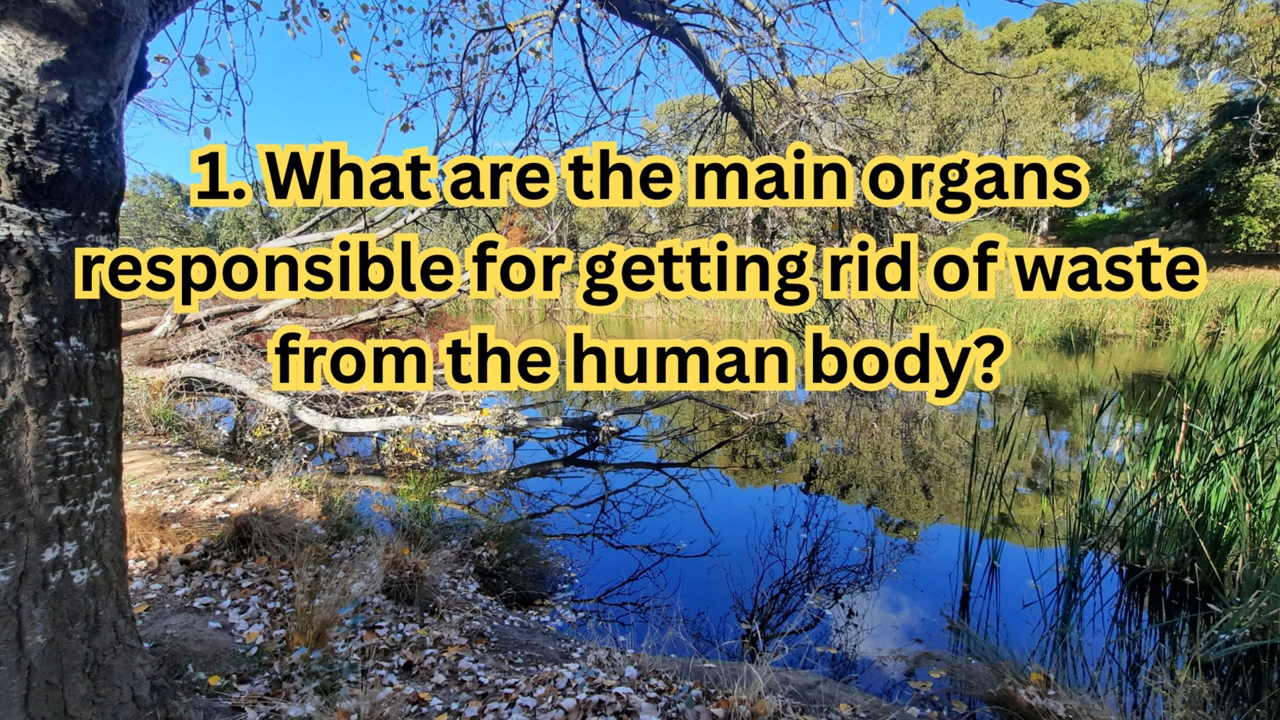 1. What are the main organs
responsible for getting rid of waste
from the human body?